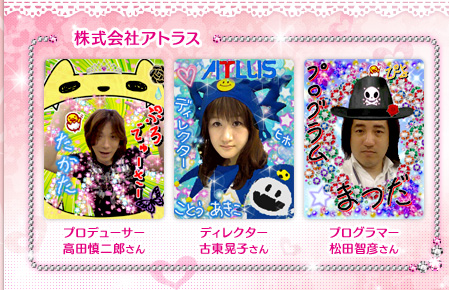 株式会社アトラス
ぷろでゅーさー
たかた
ATLUS
ディレクター
ことう あきこ
プログラム
まつだ
プロデューサー
高田慎二郎さん
ディレクター
古東晃子さん
プログラマー
松田智彦さん